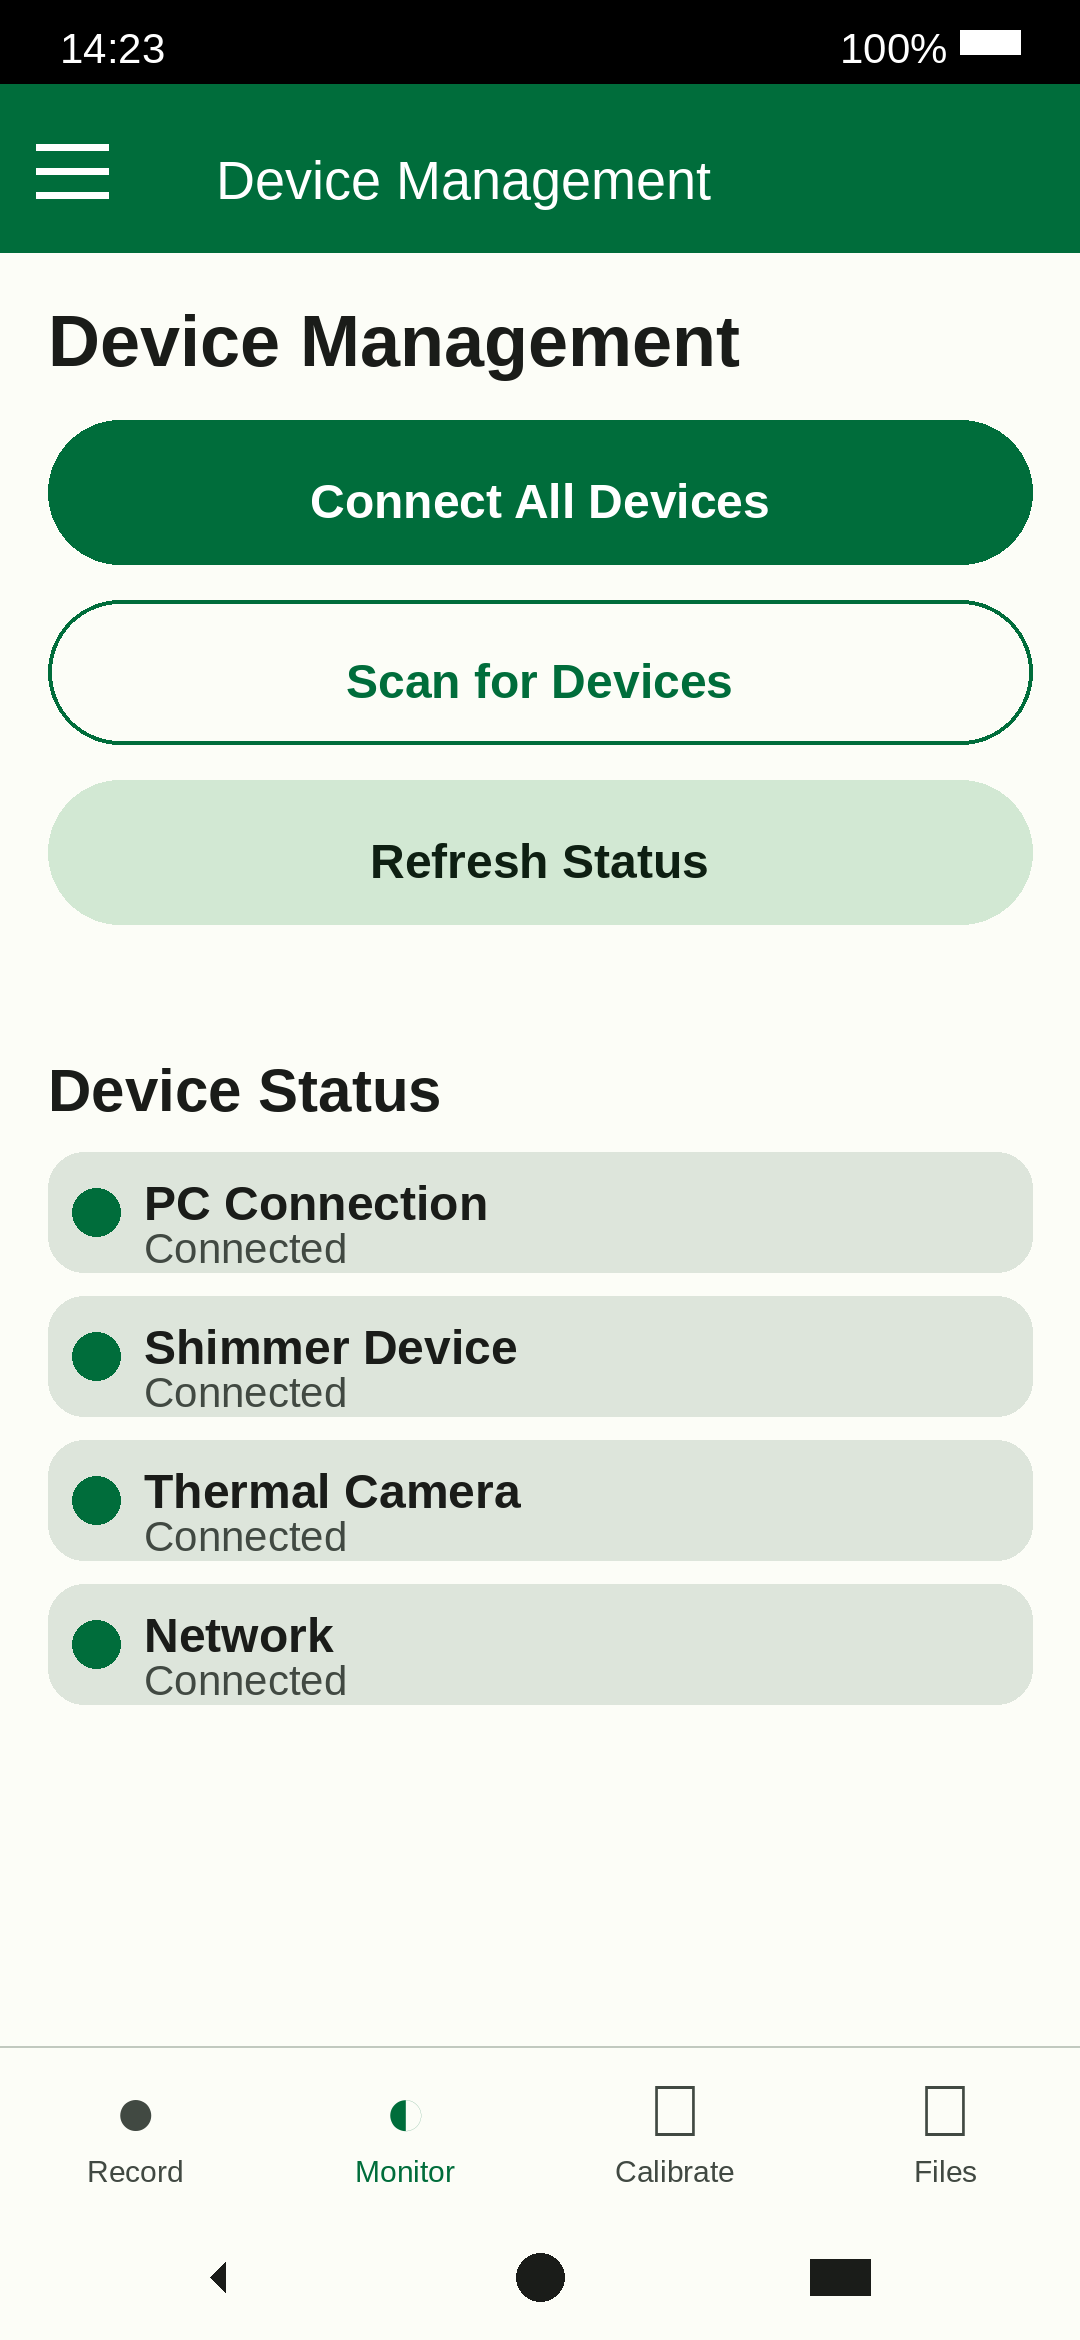 14:23
100%
Device Management
Device Management
Connect All Devices
Scan for Devices
Refresh Status
Device Status
PC Connection
Connected
Shimmer Device
Connected
Thermal Camera
Connected
Network
Connected
Record
Monitor
Calibrate
Files